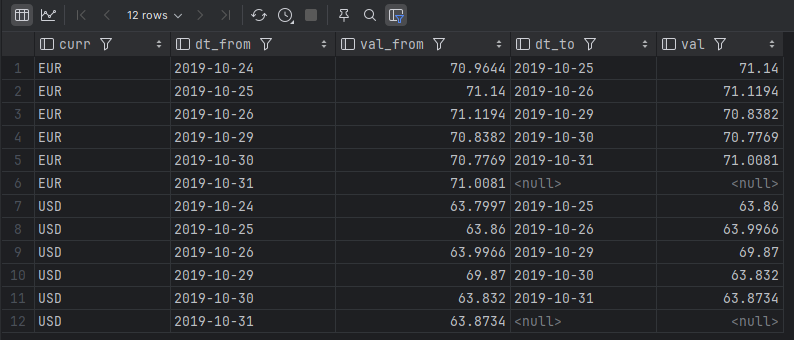 12 rows
curr dt_from val_from dt_to val
1 EUR 2019-10-24 70.9644 2019-10-25 71.14
2 EUR 2019-10-25 71.14 2019-10-26 71.1194
3 EUR 2019-10-26 71.1194 2019-10-29 70.8382
4 EUR 2019-10-29 70.8382 2019-10-30 70.7769
5 EUR 2019-10-30 70.7769 2019-10-31 71.0081
6 EUR 2019-10-31 71.0081 <null> <null>
7 USD 2019-10-24 63.7997 2019-10-25 63.86
8 USD 2019-10-25 63.86 2019-10-26 63.9966
9 USD 2019-10-26 63.9966 2019-10-29 69.87
10 USD 2019-10-29 69.87 2019-10-30 63.832
11 USD 2019-10-30 63.832 2019-10-31 63.8734
12 USD 2019-10-31 63.8734 <null> <null>